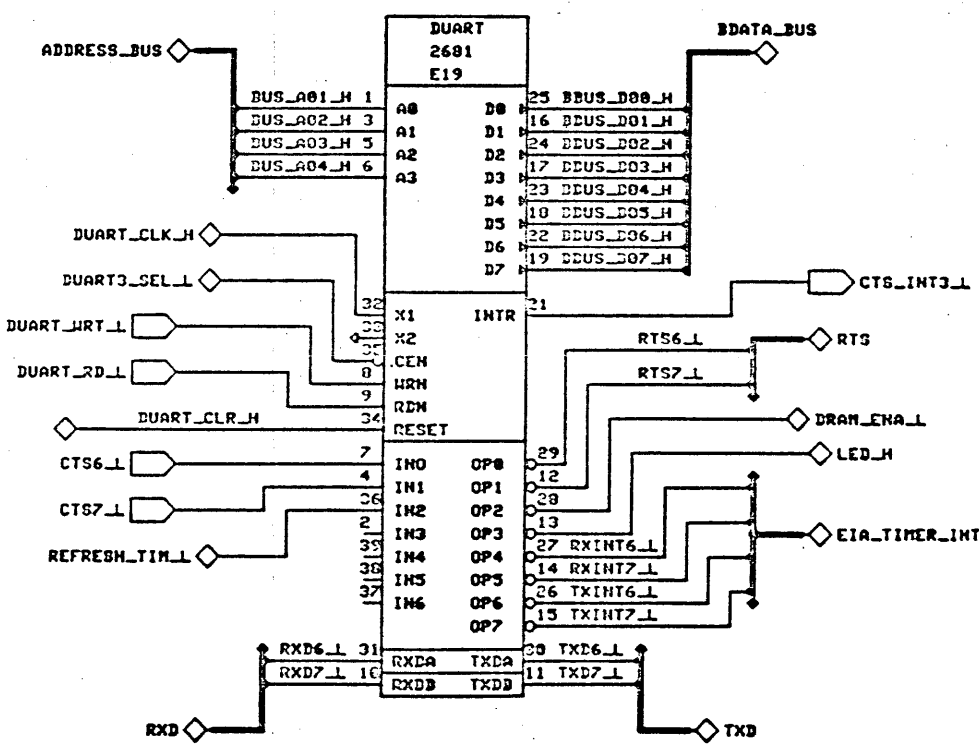 DUART
2681
E19
ADDRESS_BUS
BDATA_BUS
BUS_A01_H 1 A0
BUS_A02_H 3 A1
BUS_A03_H 5 A2
BUS_A04_H 6 A3
D0 25 BBUS_D00_H
D1 16 BBUS_D01_H
D2 24 BBUS_D02_H
D3 17 BBUS_D03_H
D4 23 BBUS_D04_H
D5 18 BBUS_D05_H
D6 22 BBUS_D06_H
D7 19 BBUS_D07_H
DUART_CLK_H 32 X1
33 X2
DUART3_SEL_L CEN
DUART_WRT_L 8 WRN
DUART_RD_L 9 RDN
DUART_CLR_H 34 RESET
INTR 21 CTS_INT3_L
RTS6_L
RTS7_L
RTS
DRAM_ENA_L
LED_H
CTS6_L 7 IN0
CTS7_L 4 IN1
REFRESH_TIM_L 36 IN2
2 IN3
39 IN4
38 IN5
37 IN6
OP0 29
OP1 12
OP2 28
OP3 13
OP4 27 RXINT6_L
OP5 14 RXINT7_L
OP6 26 TXINT6_L
OP7 15 TXINT7_L
EIA_TIMER_INT
RXD6_L 31 RXDA
RXD7_L 10 RXDB
TXDA 30 TXD6_L
TXDB 11 TXD7_L
RXD
TXD